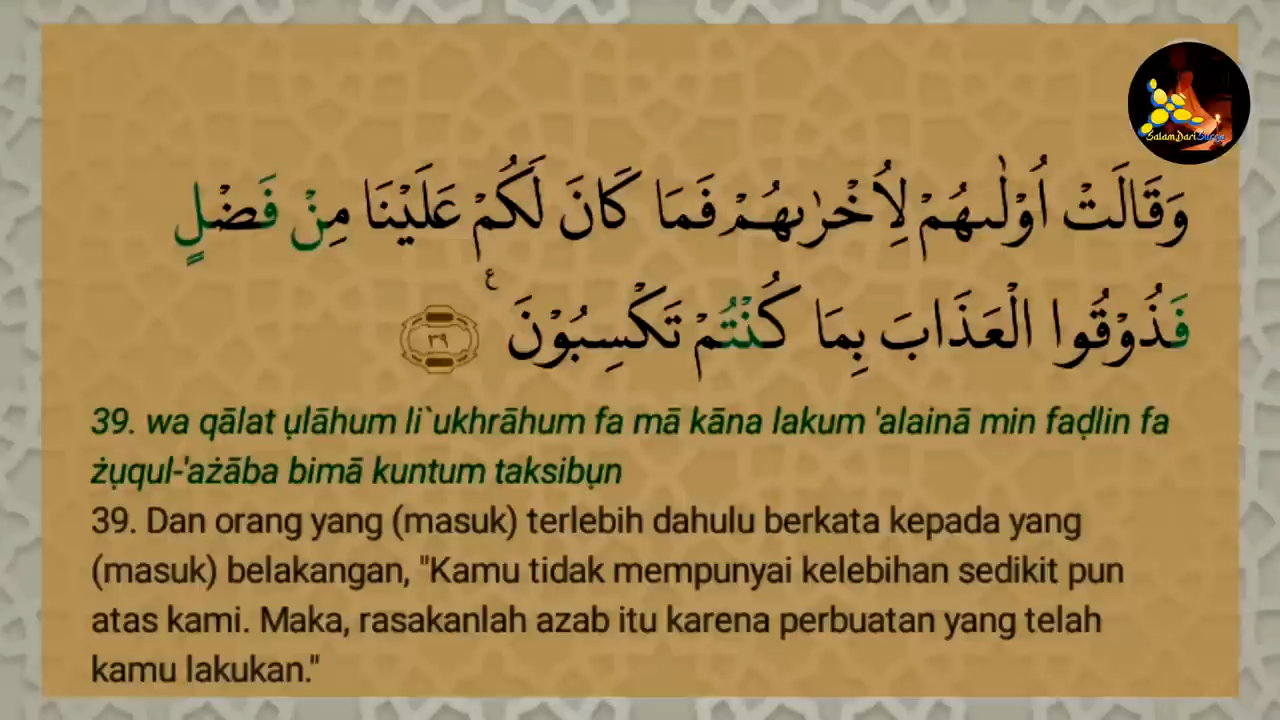 SalamDariSurga
وَقَالَتْ اُوْلٰىهُمْ لِاُخْرٰىهُمْ فَمَا كَانَ لَكُمْ عَلَيْنَا مِنْ فَضْلٍ
فَذُوْقُوا الْعَذَابَ بِمَا كُنْتُمْ تَكْسِبُوْنَ ࣖ ٣٩
39. wa qālat ụlāhum li`ukhrāhum fa mā kāna lakum 'alainā min faḍlin fa
żụqul-'ażāba bimā kuntum taksibụn
39. Dan orang yang (masuk) terlebih dahulu berkata kepada yang
(masuk) belakangan, "Kamu tidak mempunyai kelebihan sedikit pun
atas kami. Maka, rasakanlah azab itu karena perbuatan yang telah
kamu lakukan."